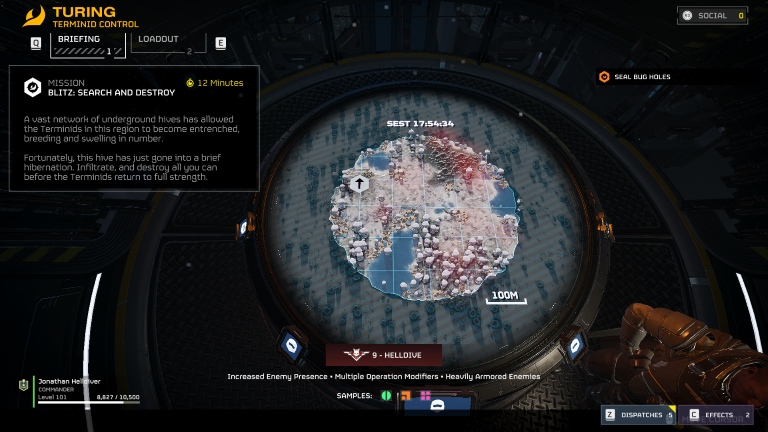 TURING
TERMINID CONTROL
SOCIAL 0
Q
BRIEFING
1
LOADOUT
2
E
MISSION
12 Minutes
BLITZ: SEARCH AND DESTROY
SEAL BUG HOLES
A vast network of underground hives has allowed
the Terminids in this region to become entrenched,
breeding and swelling in number.
Fortunately, this hive has just gone into a brief
hibernation. Infiltrate, and destroy all you can
before the Terminids return to full strength.
SEST 17:54:34
100M
9 - HELLDIVE
Increased Enemy Presence • Multiple Operation Modifiers • Heavily Armored Enemies
SAMPLES:
Jonathan Helldiver
COMMANDER
Level 101
8,827 / 10,500
Z DISPATCHES 5
C EFFECTS 2